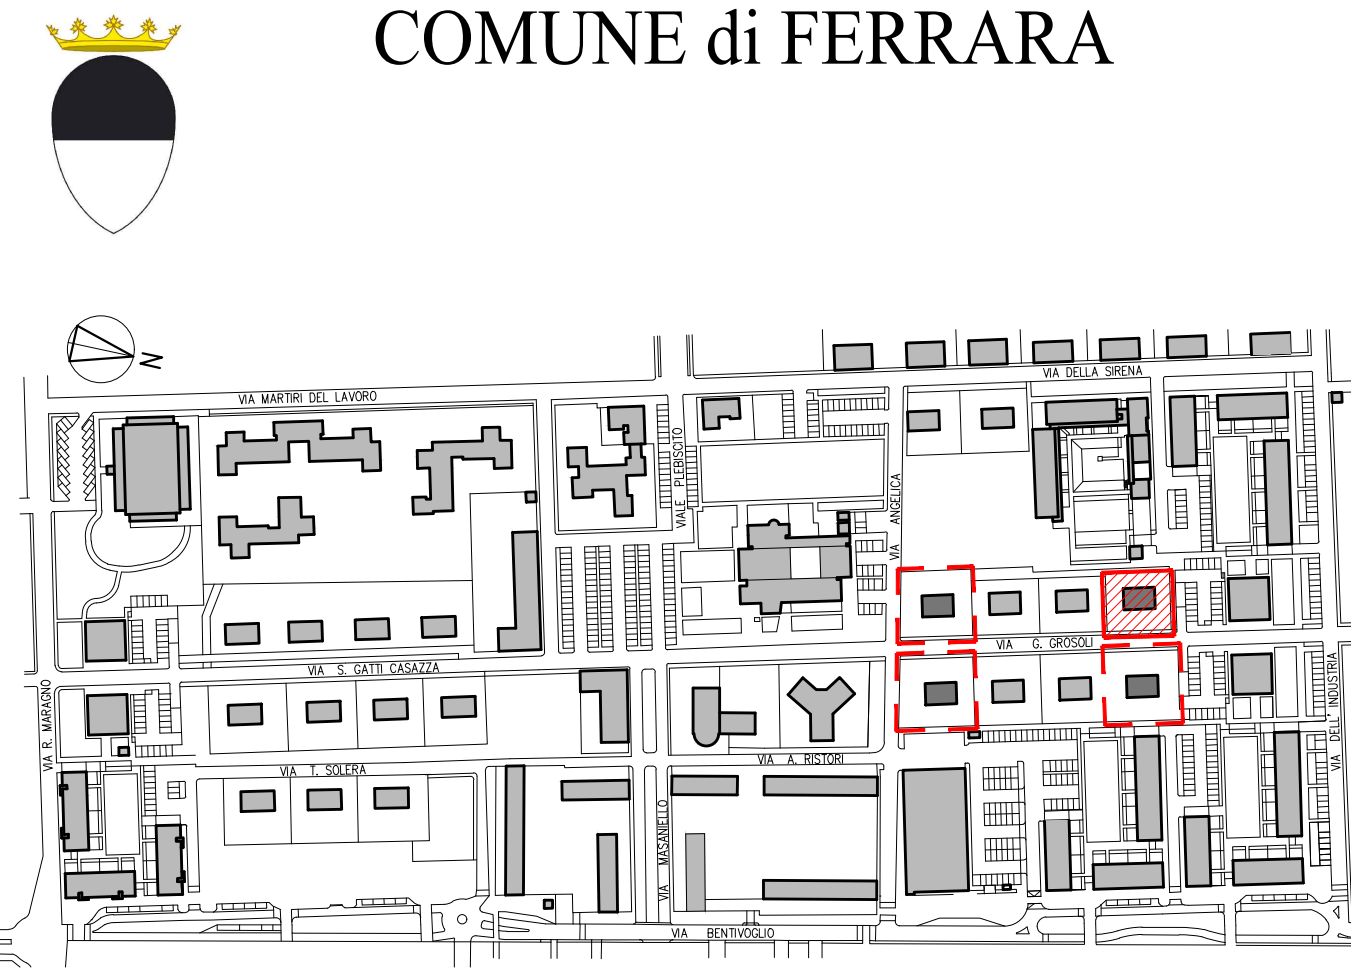 COMUNE di FERRARA
N
VIA DELLA SIRENA
VIA MARTIRI DEL LAVORO
VIALE PLEBISCITO
VIA ANGELICA
VIA G. GROSOLI
VIA S. GATTI CASAZZA
VIA R. MARAGNO
VIA DELL' INDUSTRIA
VIA A. RISTORI
VIA T. SOLERA
VIA MASANIELLO
VIA BENTIVOGLIO